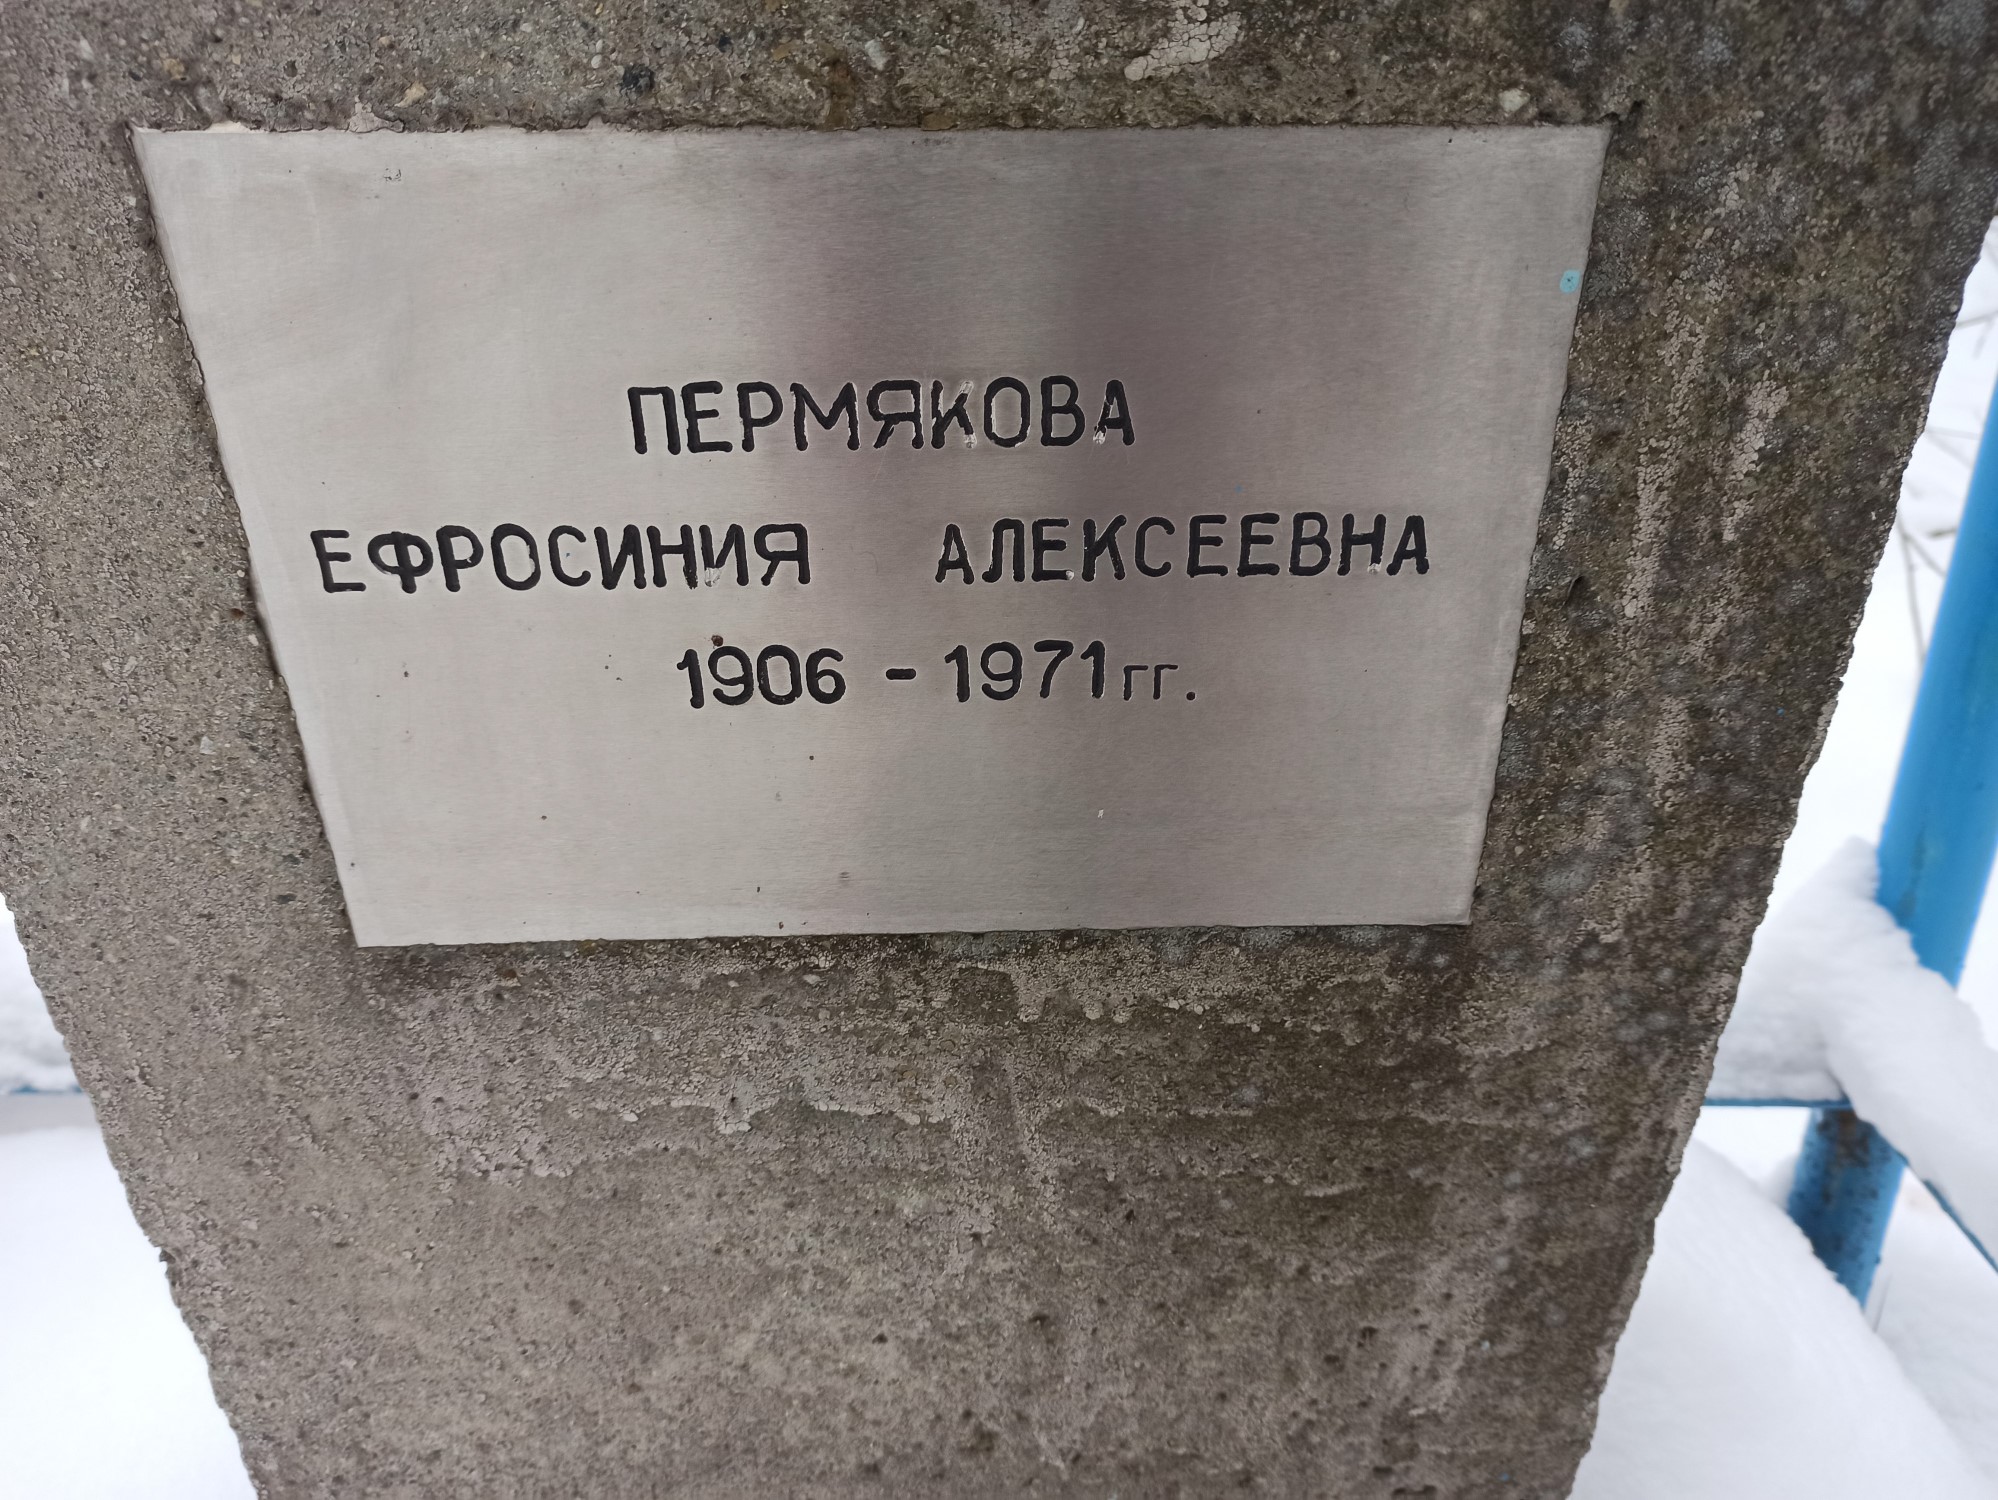 ПЕРМЯКОВА
ЕФРОСИНИЯ АЛЕКСЕЕВНА
1906 - 1971гг.